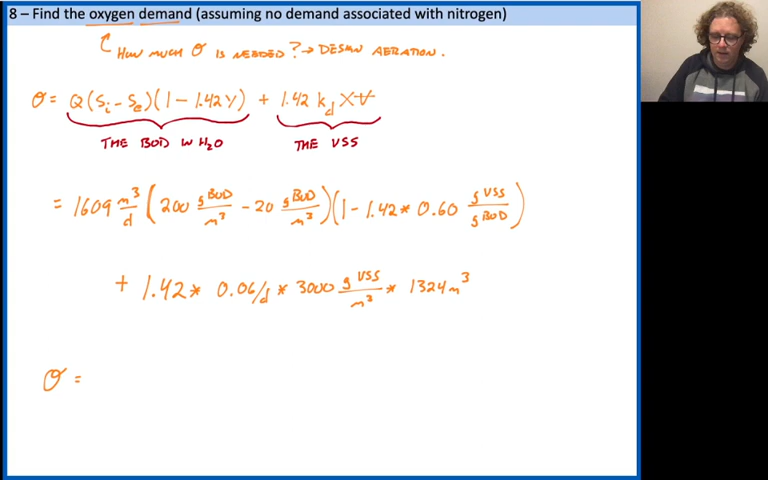 8 – Find the oxygen demand (assuming no demand associated with nitrogen)
HOW MUCH O IS NEEDED? → DESIGN AERATION.
O = Q(Si - Se)(1 - 1.42Y) + 1.42 kd XV
THE BOD IN H2O THE VSS
= 1609 m³/d (200 g BOD/m³ - 20 g BOD/m³)(1 - 1.42 * 0.60 g VSS/g BOD)
+ 1.42 * 0.06/d * 3000 g VSS/m³ * 1324 m³
O =